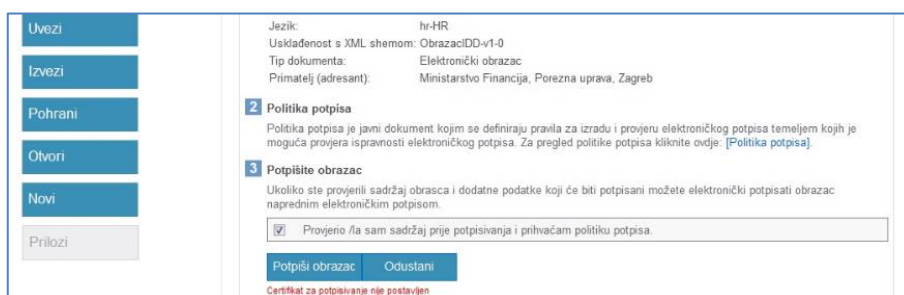 Uvezi
Izvezi
Pohrani
Otvori
Novi
Prilozi
Jezik: hr-HR
Usklađenost s XML shemom: ObrazacIDD-v1-0
Tip dokumenta: Elektronički obrazac
Primatelj (adresant): Ministarstvo Financija, Porezna uprava, Zagreb
2 Politika potpisa
Politika potpisa je javni dokument kojim se definiraju pravila za izradu i provjeru elektroničkog potpisa temeljem kojih je
moguća provjera ispravnosti elektroničkog potpisa. Za pregled politike potpisa kliknite ovdje: [Politika potpisa].
3 Potpišite obrazac
Ukoliko ste provjerili sadržaj obrasca i dodatne podatke koji će biti potpisani možete elektronički potpisati obrazac
naprednim elektroničkim potpisom.
Provjerio /la sam sadržaj prije potpisivanja i prihvaćam politiku potpisa.
Potpiši obrazac Odustani
Certifikat za potpisivanje nije postavljen